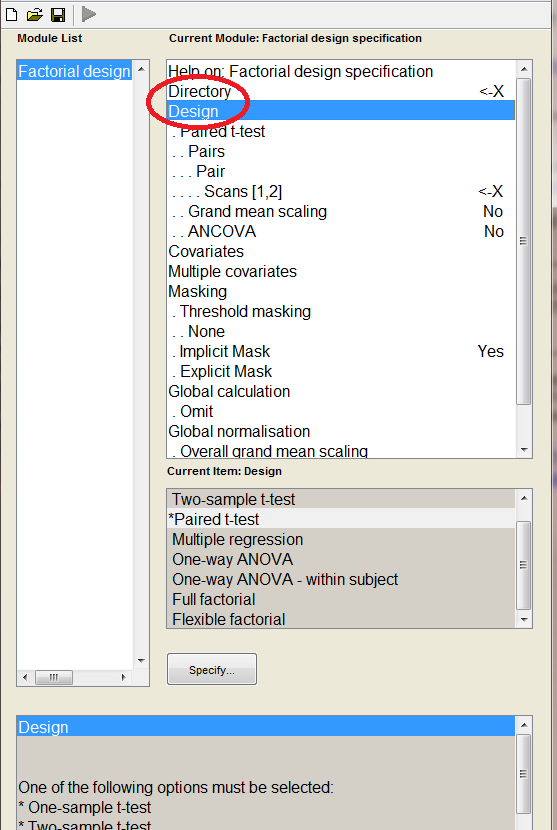 Module List
Current Module: Factorial design specification
Factorial design
Help on: Factorial design specification
Directory <-X
Design
. Paired t-test
. . Pairs
. . . Pair
. . . . Scans [1,2] <-X
. . Grand mean scaling No
. . ANCOVA No
Covariates
Multiple covariates
Masking
. Threshold masking
. . None
. Implicit Mask Yes
. Explicit Mask
Global calculation
. Omit
Global normalisation
. Overall grand mean scaling
Current Item: Design
Two-sample t-test
*Paired t-test
Multiple regression
One-way ANOVA
One-way ANOVA - within subject
Full factorial
Flexible factorial
Specify...
Design
One of the following options must be selected:
* One-sample t-test
* Two-sample t-test